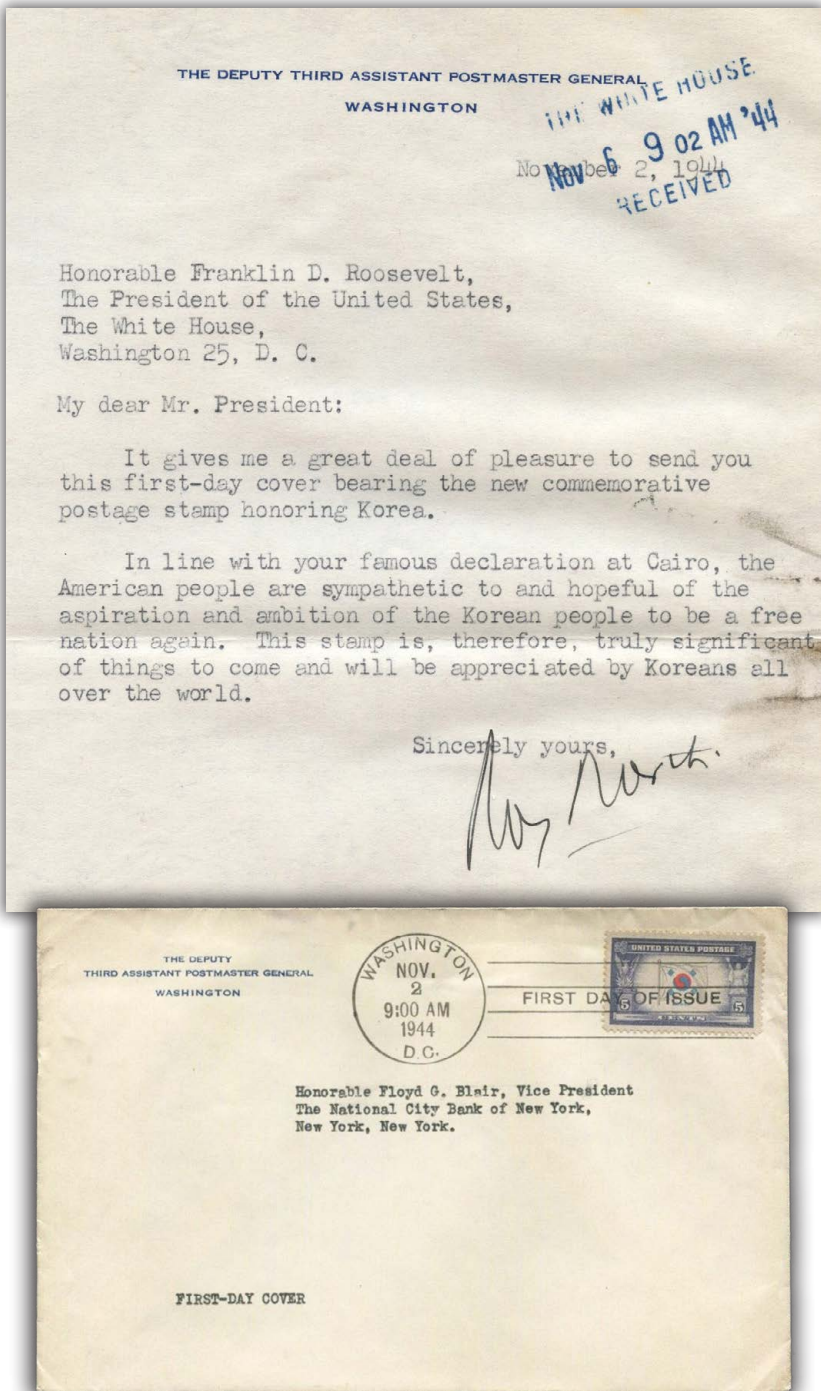 THE DEPUTY THIRD ASSISTANT POSTMASTER GENERAL
WASHINGTON
THE WHITE HOUSE
NOV 6 9 02 AM '44
RECEIVED
November 2, 1944
Honorable Franklin D. Roosevelt,
The President of the United States,
The White House,
Washington 25, D. C.
My dear Mr. President:
It gives me a great deal of pleasure to send you
this first-day cover bearing the new commemorative
postage stamp honoring Korea.
In line with your famous declaration at Cairo, the
American people are sympathetic to and hopeful of the
aspiration and ambition of the Korean people to be a free
nation again. This stamp is, therefore, truly significant
of things to come and will be appreciated by Koreans all
over the world.
Sincerely yours,
Roy North.
THE DEPUTY
THIRD ASSISTANT POSTMASTER GENERAL
WASHINGTON
WASHINGTON
NOV.
2
9:00 AM
1944
D.C.
FIRST DAY OF ISSUE
UNITED STATES POSTAGE
5 5
CENTS
Honorable Floyd G. Blair, Vice President
The National City Bank of New York,
New York, New York.
FIRST-DAY COVER